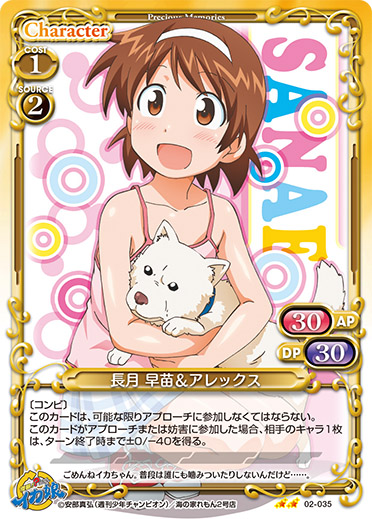 Precious Memories
Character
COST
1
SOURCE
2
SANAE
30 AP
DP 30
長月 早苗&アレックス
〔コンビ〕
このカードは、可能な限りアプローチに参加しなくてはならない。
このカードがアプローチまたは妨害に参加した場合、相手のキャラ1枚
は、ターン終了時まで±0/−40を得る。
ごめんねイカちゃん。普段は誰にも噛みついたりしないんだけど……。
©安部真弘(週刊少年チャンピオン)/海の家れもん2号店
02-035